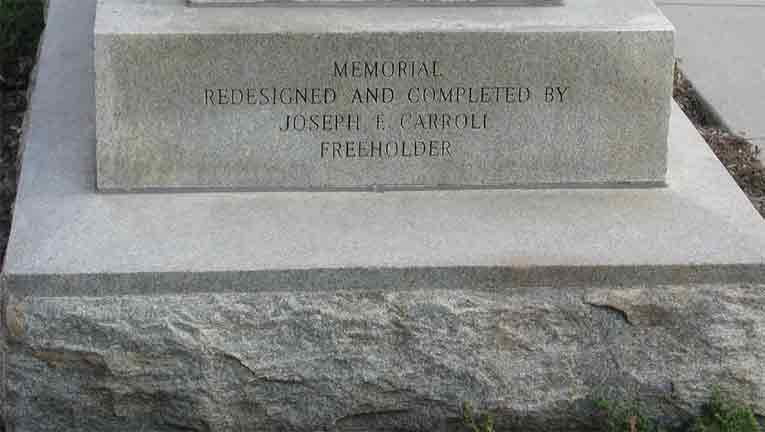 MEMORIAL
REDESIGNED AND COMPLETED BY
JOSEPH F. CARROLL
FREEHOLDER